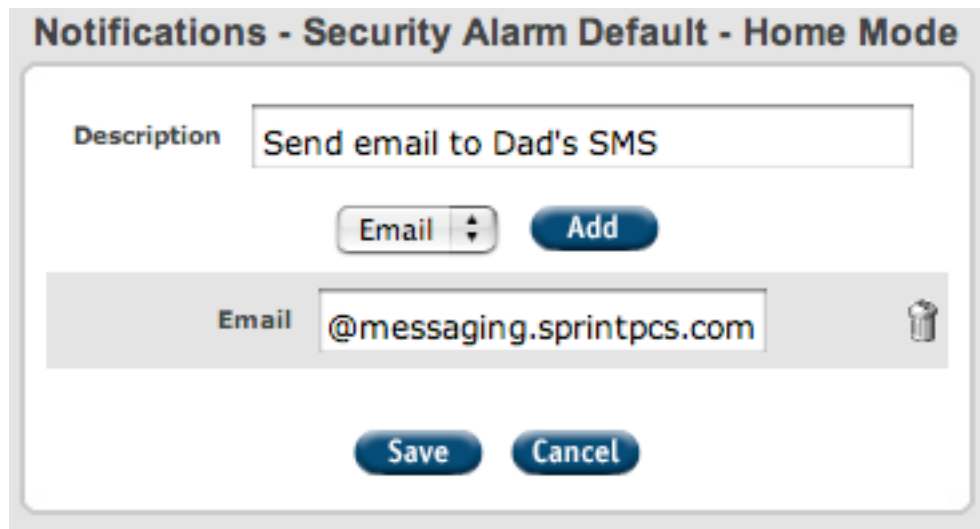 Notifications - Security Alarm Default - Home Mode
Description Send email to Dad's SMS
Email Add
Email @messaging.sprintpcs.com
Save Cancel